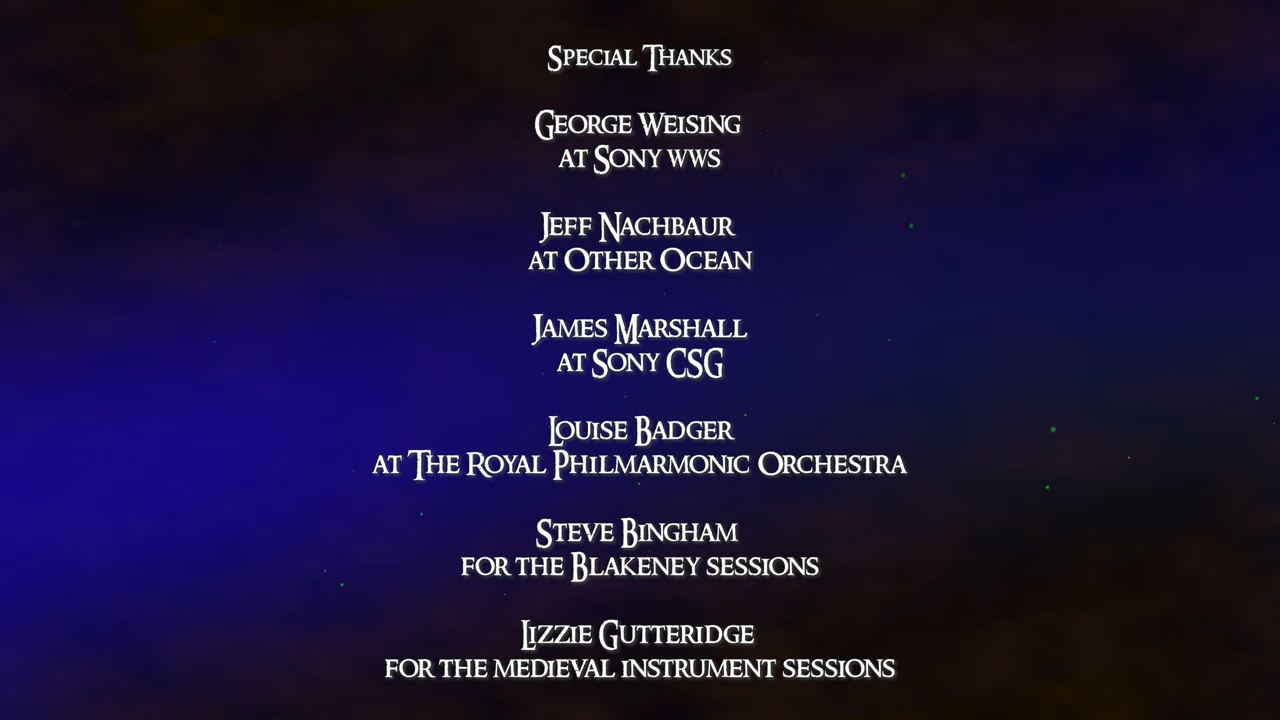 Special Thanks
George Weising
at Sony WWS
Jeff Nachbaur
at Other Ocean
James Marshall
at Sony CSG
Louise Badger
at The Royal Philmarmonic Orchestra
Steve Bingham
for the Blakeney sessions
Lizzie Gutteridge
for the medieval instrument sessions